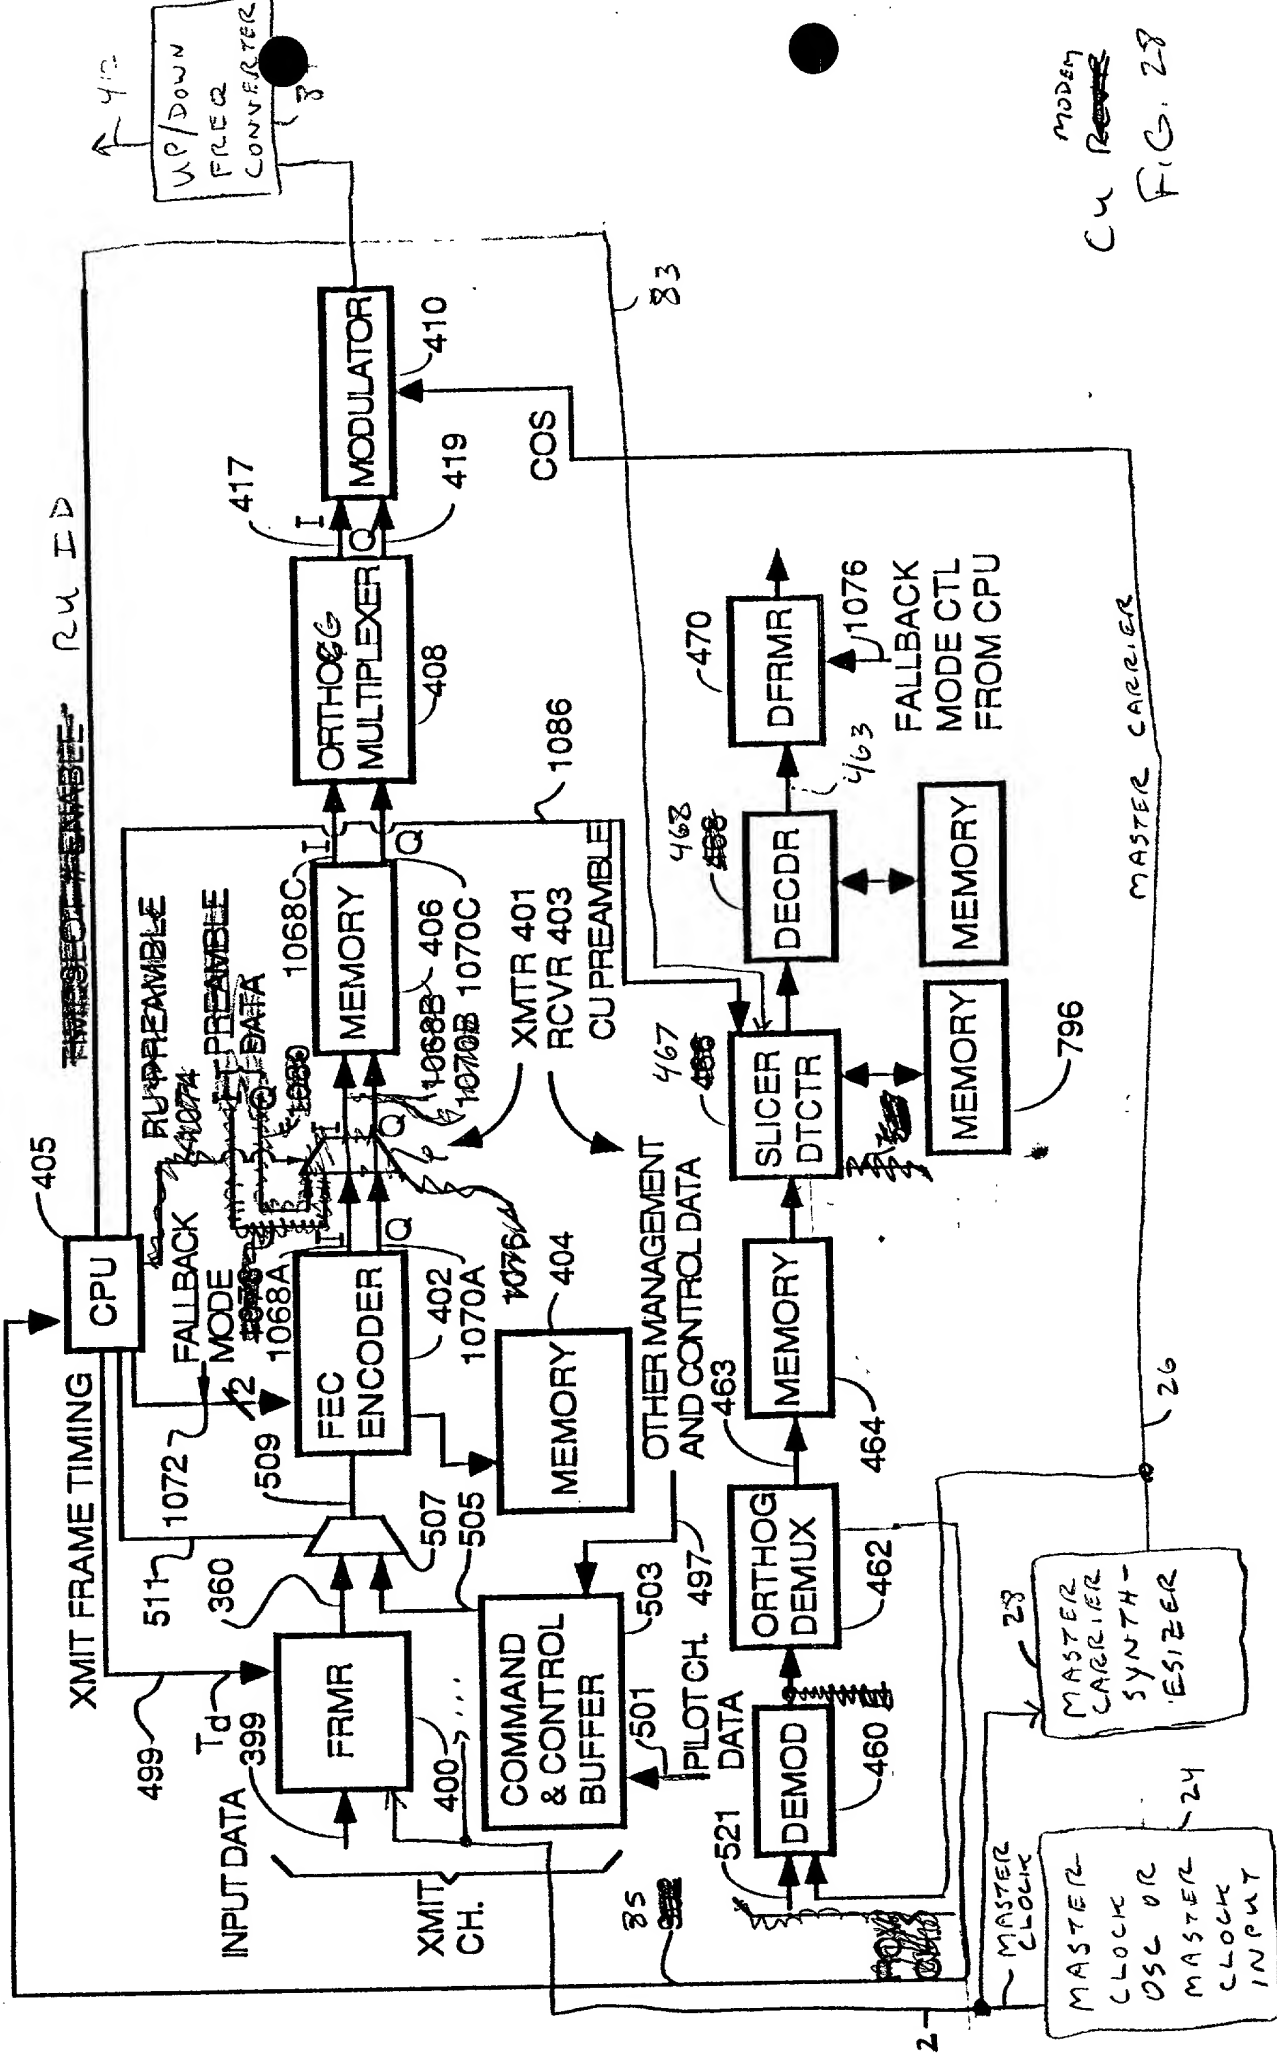 RU ID
405
CPU
XMIT FRAME TIMING
RU PREAMBLE
FALLBACK
MODE
12
1072
511
499
Td
INPUT DATA
399
FRMR
400
360
509
507
505
FEC
ENCODER
402
1068A
1070A
I
Q
MEMORY
404
I
Q
MEMORY
406
1068B
1070B
1068C
1070C
I
Q
ORTHOG
MULTIPLEXER
408
417
I
Q
419
MODULATOR
410
COS
UP/DOWN
FREQ
CONVERTER
83
1086
XMTR 401
RCVR 403
CU PREAMBLE
XMIT
CH.
COMMAND
& CONTROL
BUFFER
503
501
PILOT CH.
DATA
497
OTHER MANAGEMENT
AND CONTROL DATA
521
DEMOD
460
ORTHOG
DEMUX
462
463
MEMORY
464
467
SLICER
DTCTR
MEMORY
796
468
DECDR
MEMORY
463
DFRMR
470
1076
FALLBACK
MODE CTL
FROM CPU
85
2
MASTER
CLOCK
MASTER
CLOCK
OSC OR
MASTER
CLOCK
INPUT
24
28
MASTER
CARRIER
SYNTH-
ESIZER
26
MASTER CARRIER
CU MODEM
FIG. 28